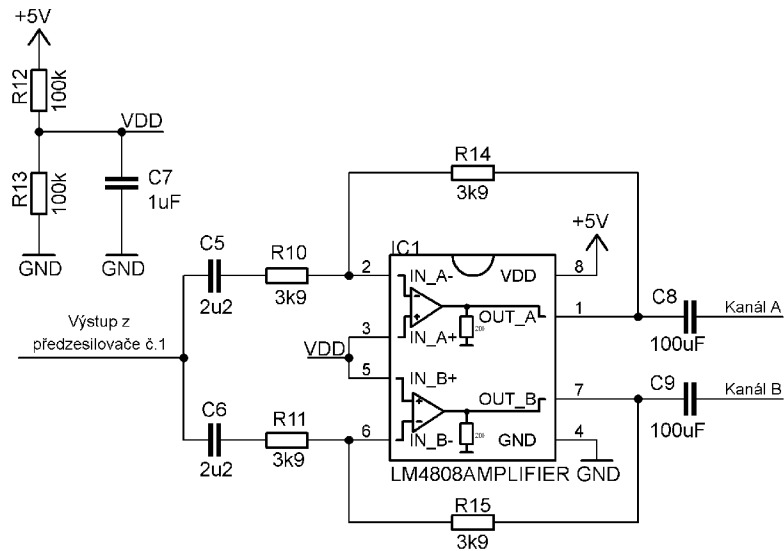 +5V
R12
100k
VDD
R13
100k
C7
1uF
GND
GND
R14
3k9
+5V
IC1
C5
2u2
R10
3k9
2
IN_A-
VDD
8
OUT_A
1
C8
100uF
Kanál A
Výstup z
předzesilovače č.1
VDD
3
IN_A+
5
IN_B+
OUT_B
7
C9
100uF
Kanál B
C6
2u2
R11
3k9
6
IN_B-
GND
4
LM4808AMPLIFIER
GND
R15
3k9